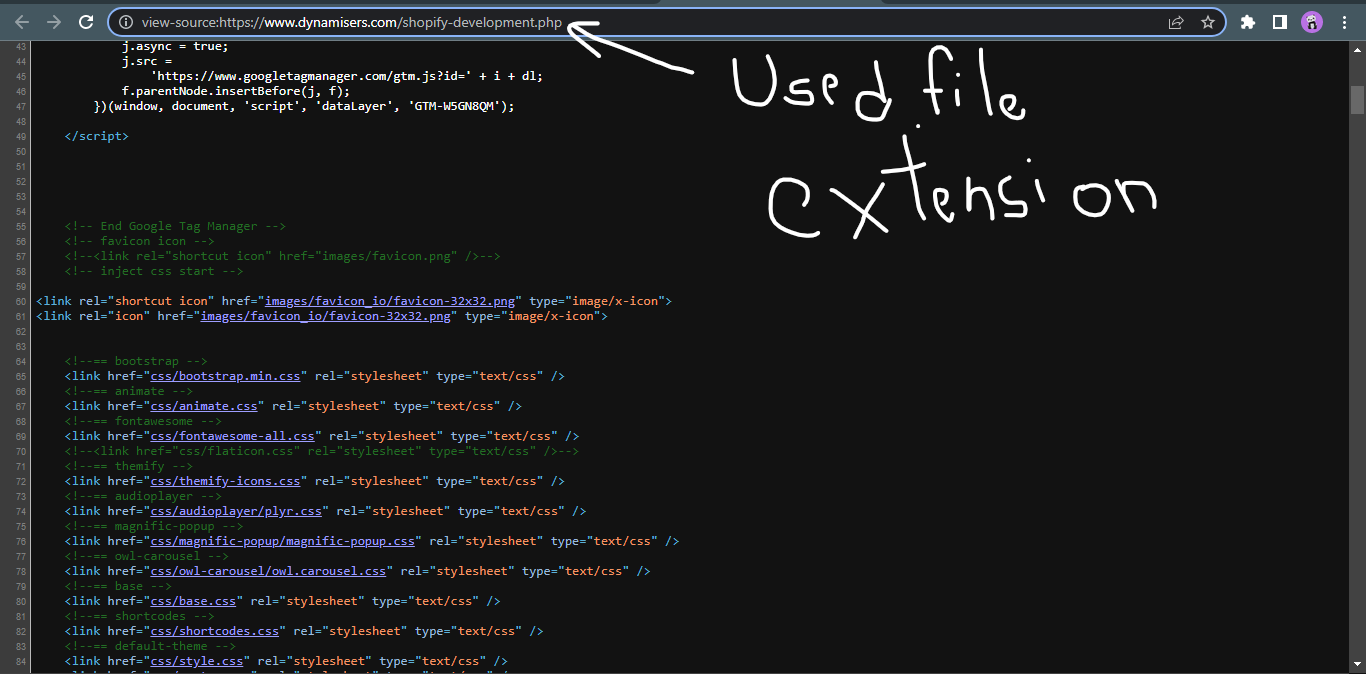 view-source:https://www.dynamisers.com/shopify-development.php
Used file
extension
43 j.async = true;
44 j.src =
45 'https://www.googletagmanager.com/gtm.js?id=' + i + dl;
46 f.parentNode.insertBefore(j, f);
47 })(window, document, 'script', 'dataLayer', 'GTM-W5GN8QM');
48
49 </script>
50
51
52
53
54
55 <!-- End Google Tag Manager -->
56 <!-- favicon icon -->
57 <!--<link rel="shortcut icon" href="images/favicon.png" />-->
58 <!-- inject css start -->
59
60 <link rel="shortcut icon" href="images/favicon_io/favicon-32x32.png" type="image/x-icon">
61 <link rel="icon" href="images/favicon_io/favicon-32x32.png" type="image/x-icon">
62
63
64 <!--== bootstrap -->
65 <link href="css/bootstrap.min.css" rel="stylesheet" type="text/css" />
66 <!--== animate -->
67 <link href="css/animate.css" rel="stylesheet" type="text/css" />
68 <!--== fontawesome -->
69 <link href="css/fontawesome-all.css" rel="stylesheet" type="text/css" />
70 <!--<link href="css/flaticon.css" rel="stylesheet" type="text/css" />-->
71 <!--== themify -->
72 <link href="css/themify-icons.css" rel="stylesheet" type="text/css" />
73 <!--== audioplayer -->
74 <link href="css/audioplayer/plyr.css" rel="stylesheet" type="text/css" />
75 <!--== magnific-popup -->
76 <link href="css/magnific-popup/magnific-popup.css" rel="stylesheet" type="text/css" />
77 <!--== owl-carousel -->
78 <link href="css/owl-carousel/owl.carousel.css" rel="stylesheet" type="text/css" />
79 <!--== base -->
80 <link href="css/base.css" rel="stylesheet" type="text/css" />
81 <!--== shortcodes -->
82 <link href="css/shortcodes.css" rel="stylesheet" type="text/css" />
83 <!--== default-theme -->
84 <link href="css/style.css" rel="stylesheet" type="text/css" />